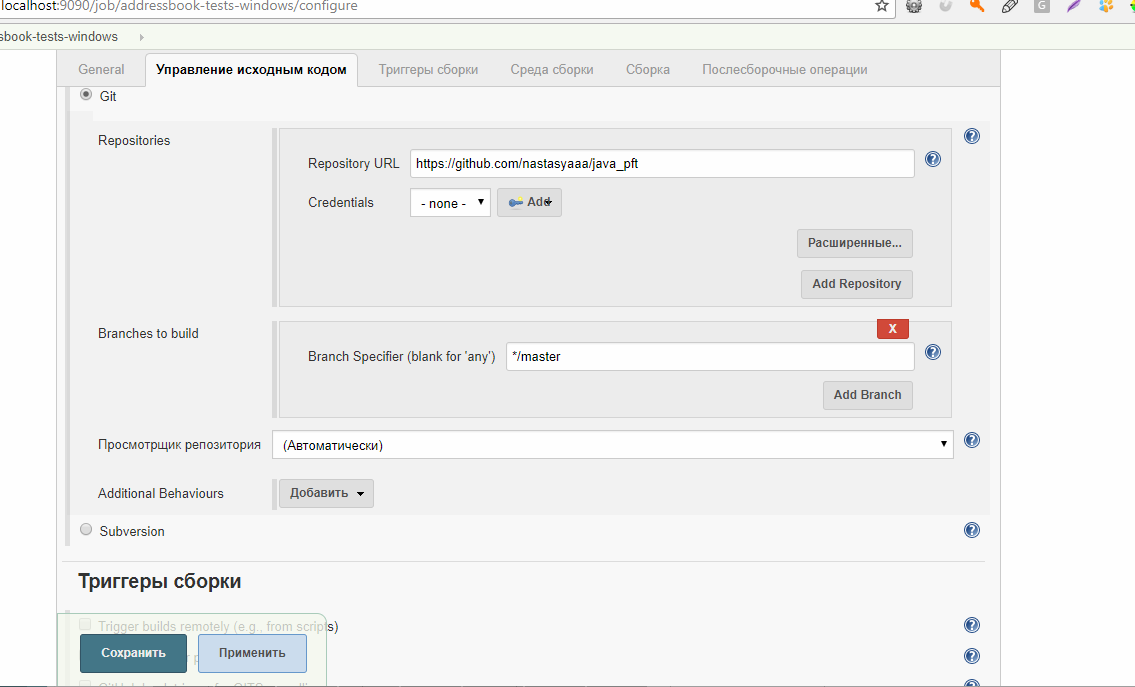 localhost:9090/job/addressbook-tests-windows/configure
sbook-tests-windows
General Управление исходным кодом Триггеры сборки Среда сборки Сборка Послесборочные операции
Git
Repositories
Repository URL https://github.com/nastasyaaa/java_pft
Credentials - none - Add
Расширенные...
Add Repository
Branches to build
X
Branch Specifier (blank for 'any') */master
Add Branch
Просмотрщик репозитория (Автоматически)
Additional Behaviours Добавить
Subversion
Триггеры сборки
Trigger builds remotely (e.g., from scripts)
Сохранить Применить